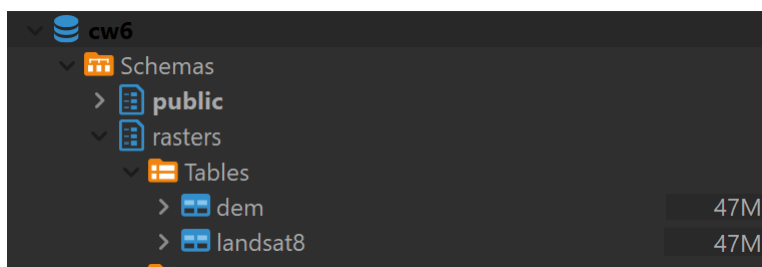 cw6
Schemas
public
rasters
Tables
dem 47M
landsat8 47M